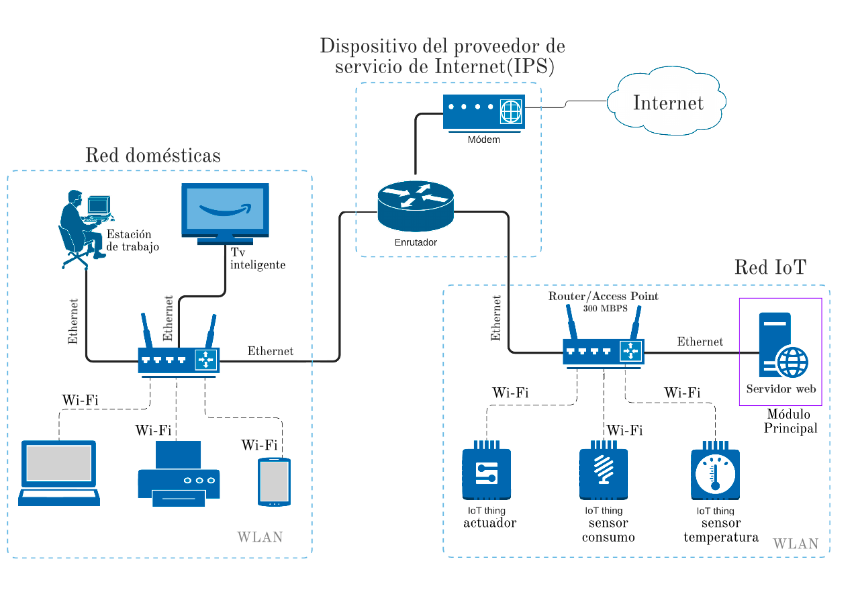 Dispositivo del proveedor de
servicio de Internet(IPS)
Internet
Módem
Red domésticas
Estación
de trabajo
Tv
inteligente
Enrutador
Red IoT
Ethernet
Ethernet
Ethernet
Ethernet
Router/Access Point
300 MBPS
Ethernet
Servidor web
Módulo
Principal
Wi-Fi
Wi-Fi
Wi-Fi
Wi-Fi
Wi-Fi
Wi-Fi
IoT thing
actuador
IoT thing
sensor
consumo
IoT thing
sensor
temperatura
WLAN
WLAN